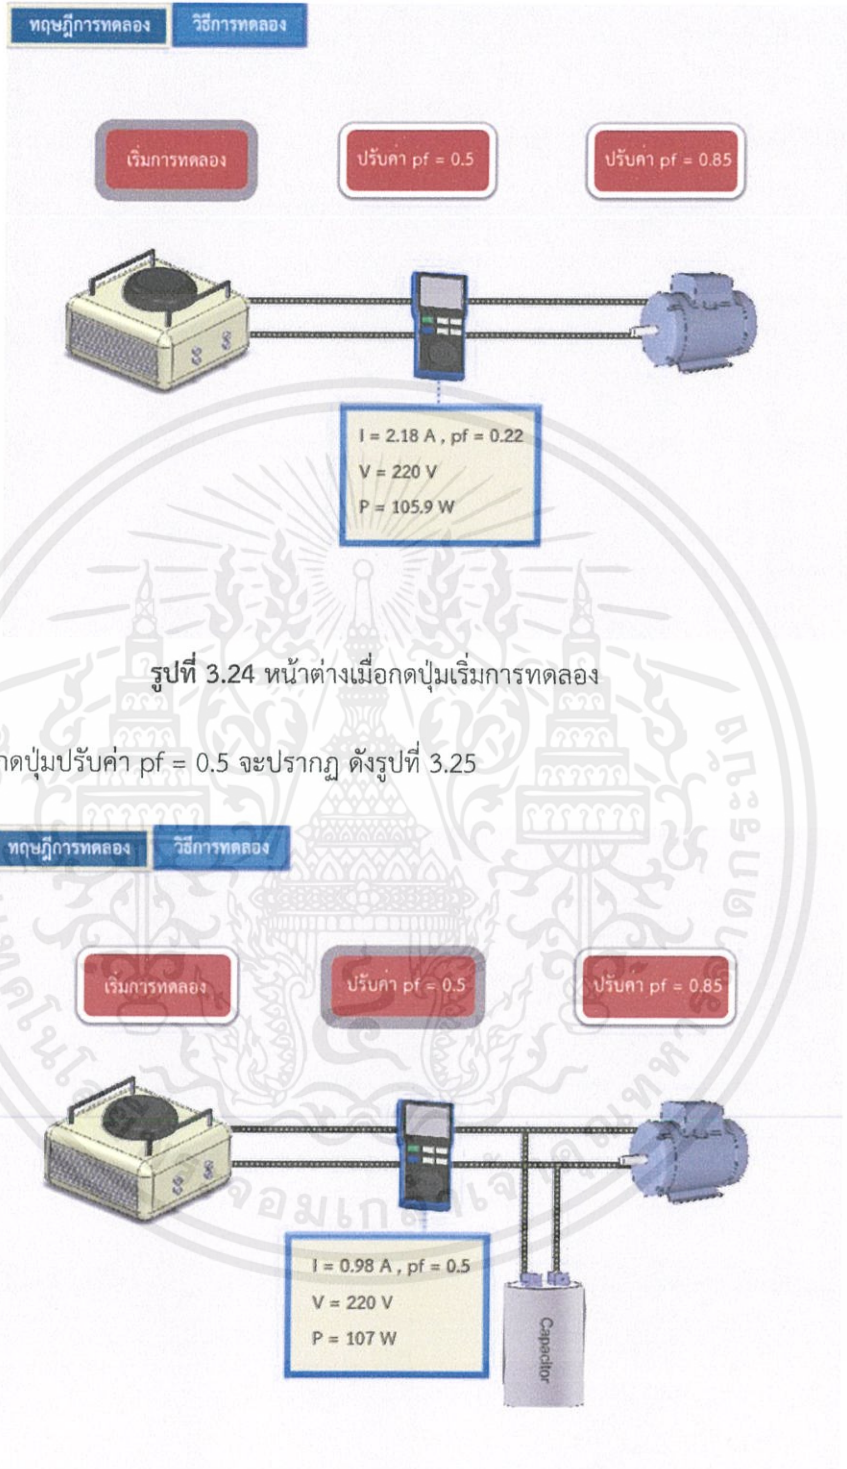 ทฤษฎีการทดลอง วิธีการทดลอง
เริ่มการทดลอง ปรับค่า pf = 0.5 ปรับค่า pf = 0.85
I = 2.18 A , pf = 0.22
V = 220 V
P = 105.9 W
รูปที่ 3.24 หน้าต่างเมื่อกดปุ่มเริ่มการทดลอง
กดปุ่มปรับค่า pf = 0.5 จะปรากฏ ดังรูปที่ 3.25
ทฤษฎีการทดลอง วิธีการทดลอง
เริ่มการทดลอง ปรับค่า pf = 0.5 ปรับค่า pf = 0.85
I = 0.98 A , pf = 0.5
V = 220 V
P = 107 W
Capacitor